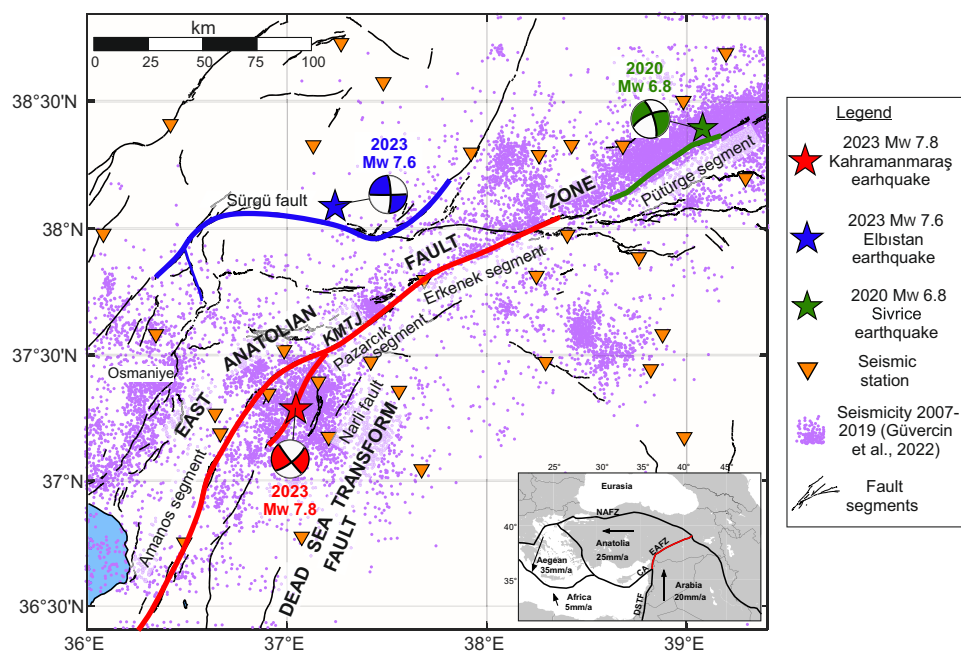 km
0 25 50 75 100
38°30'N
38°N
37°30'N
37°N
36°30'N
36°E
37°E
38°E
39°E
2020
Mw 6.8
2023
Mw 7.6
Sürgü fault
Pütürge segment
ZONE
FAULT
Erkenek segment
ANATOLIAN
KMTJ
Pazarcık
segment
Osmaniye
EAST
Narlı fault
2023
Mw 7.8
Amanos segment
DEAD SEA TRANSFORM
FAULT
25°
30°
35°
40°
45°
Eurasia
NAFZ
40°
Anatolia
25mm/a
EAFZ
Aegean
35mm/a
35°
CA
Arabia
20mm/a
Africa
5mm/a
DSTF
Legend
2023 Mw 7.8
Kahramanmaraş
earhquake
2023 Mw 7.6
Elbıstan
earthquake
2020 Mw 6.8
Sivrice
earthquake
Seismic
station
Seismicity 2007-
2019 (Güvercin
et al., 2022)
Fault
segments